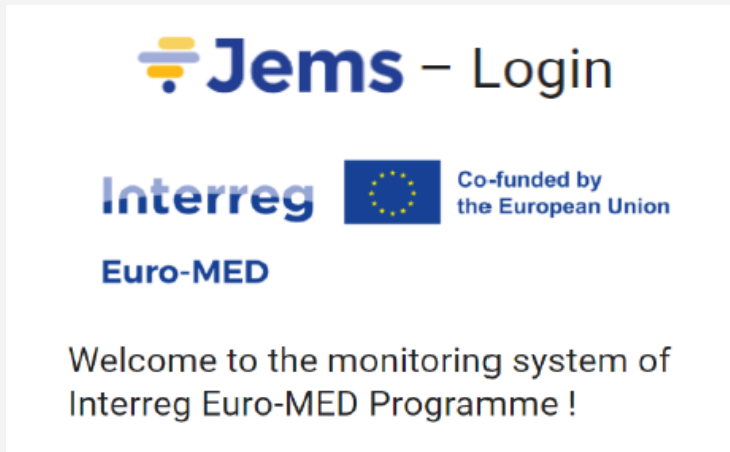 Jems – Login
Interreg
Co-funded by
the European Union
Euro-MED
Welcome to the monitoring system of
Interreg Euro-MED Programme !